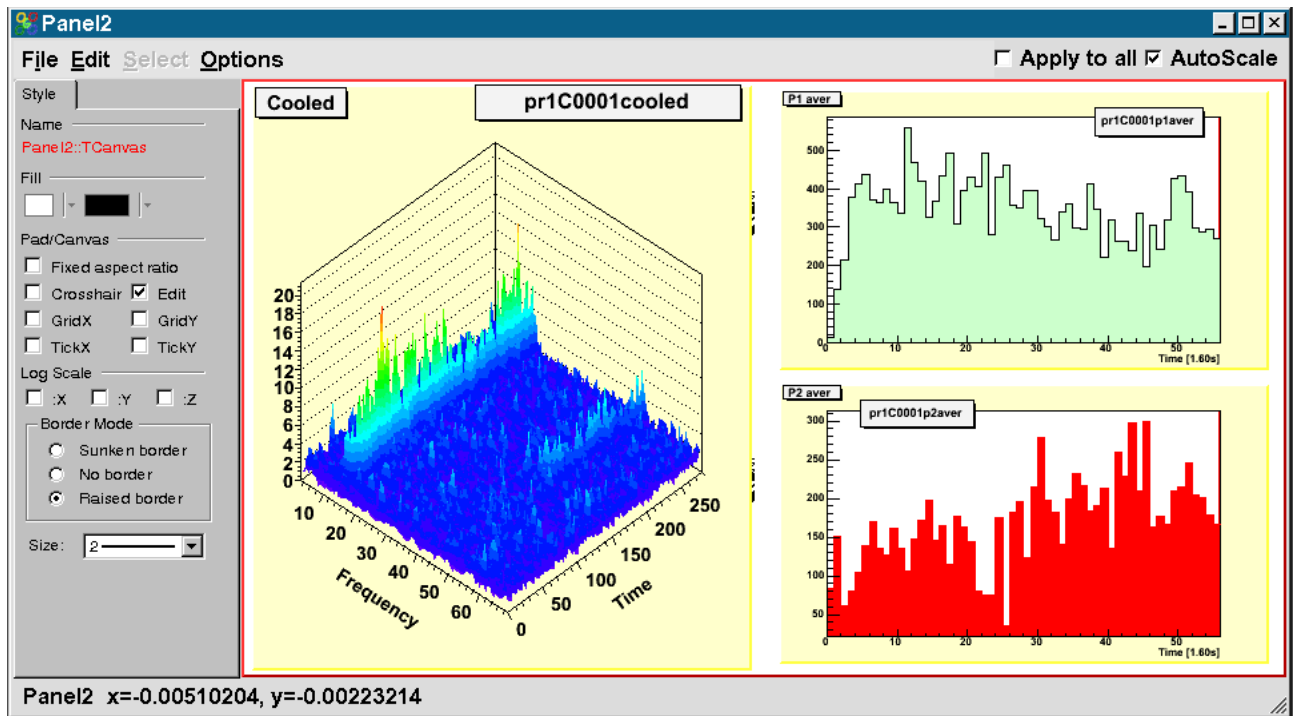 Panel2
File Edit Select Options
Apply to all AutoScale
Style
Name
Panel2::TCanvas
Fill
Pad/Canvas
Fixed aspect ratio
Crosshair Edit
GridX GridY
TickX TickY
Log Scale
:X :Y :Z
Border Mode
Sunken border
No border
Raised border
Size: 2
Cooled
pr1C0001cooled
20
18
16
14
12
10
8
6
4
2
0
10 20 30 40 50 60
Frequency
0 50 100 150 200 250
Time
P1 aver
pr1C0001p1aver
500
400
300
200
100
0
0 10 20 30 40 50
Time [1.60s]
P2 aver
pr1C0001p2aver
300
250
200
150
100
50
0 10 20 30 40 50
Time [1.60s]
Panel2 x=-0.00510204, y=-0.00223214